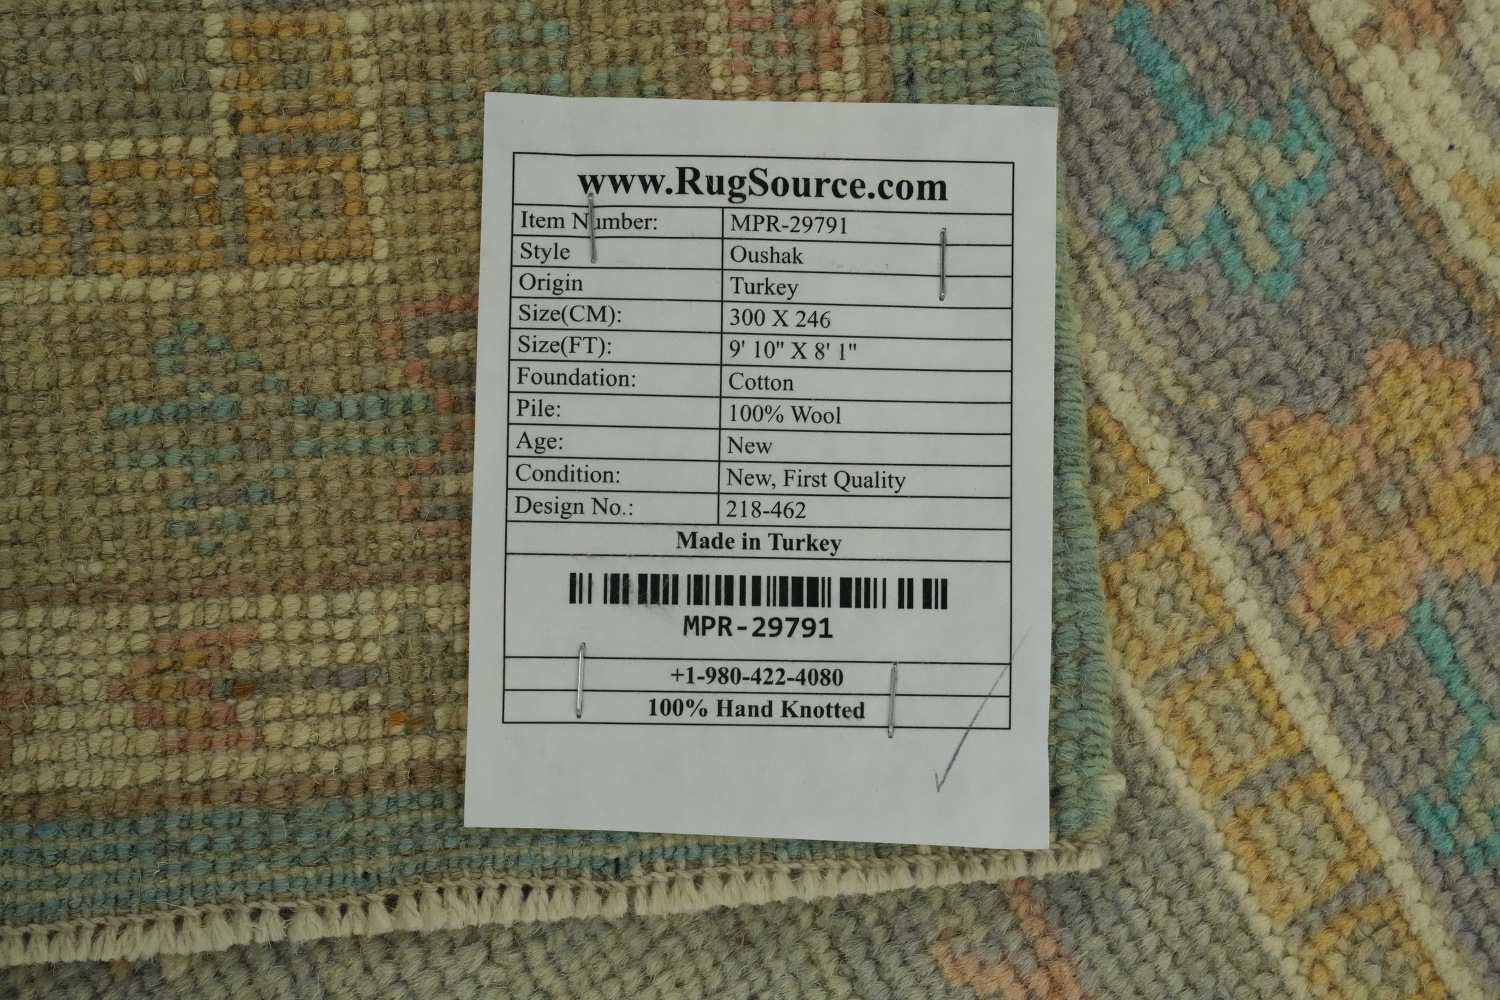 www.RugSource.com
Item Number: MPR-29791
Style Oushak
Origin Turkey
Size(CM): 300 X 246
Size(FT): 9' 10" X 8' 1"
Foundation: Cotton
Pile: 100% Wool
Age: New
Condition: New, First Quality
Design No.: 218-462
Made in Turkey
MPR-29791
+1-980-422-4080
100% Hand Knotted